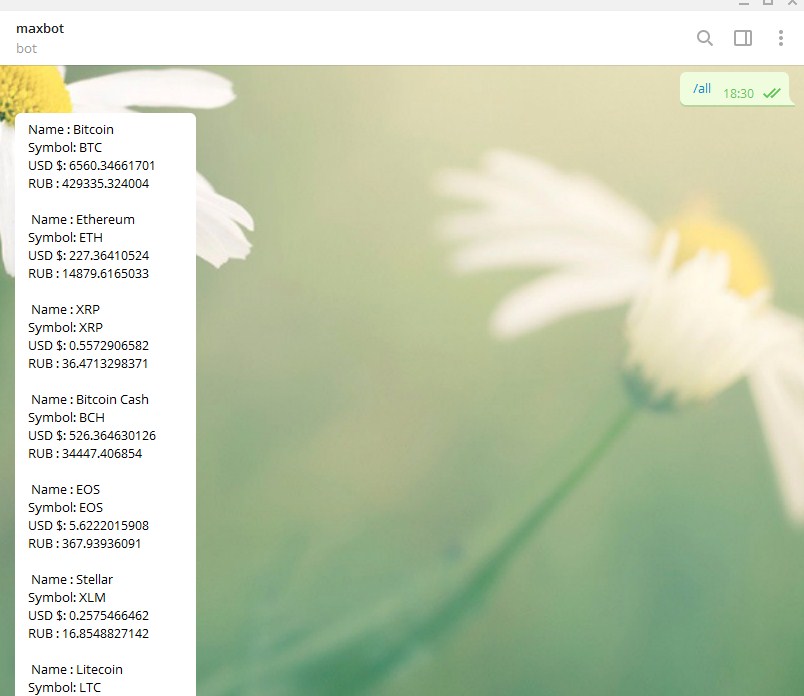 maxbot
bot
/all 18:30
Name : Bitcoin
Symbol: BTC
USD $: 6560.34661701
RUB : 429335.324004
Name : Ethereum
Symbol: ETH
USD $: 227.36410524
RUB : 14879.6165033
Name : XRP
Symbol: XRP
USD $: 0.5572906582
RUB : 36.4713298371
Name : Bitcoin Cash
Symbol: BCH
USD $: 526.364630126
RUB : 34447.406854
Name : EOS
Symbol: EOS
USD $: 5.6222015908
RUB : 367.93936091
Name : Stellar
Symbol: XLM
USD $: 0.2575466462
RUB : 16.8548827142
Name : Litecoin
Symbol: LTC